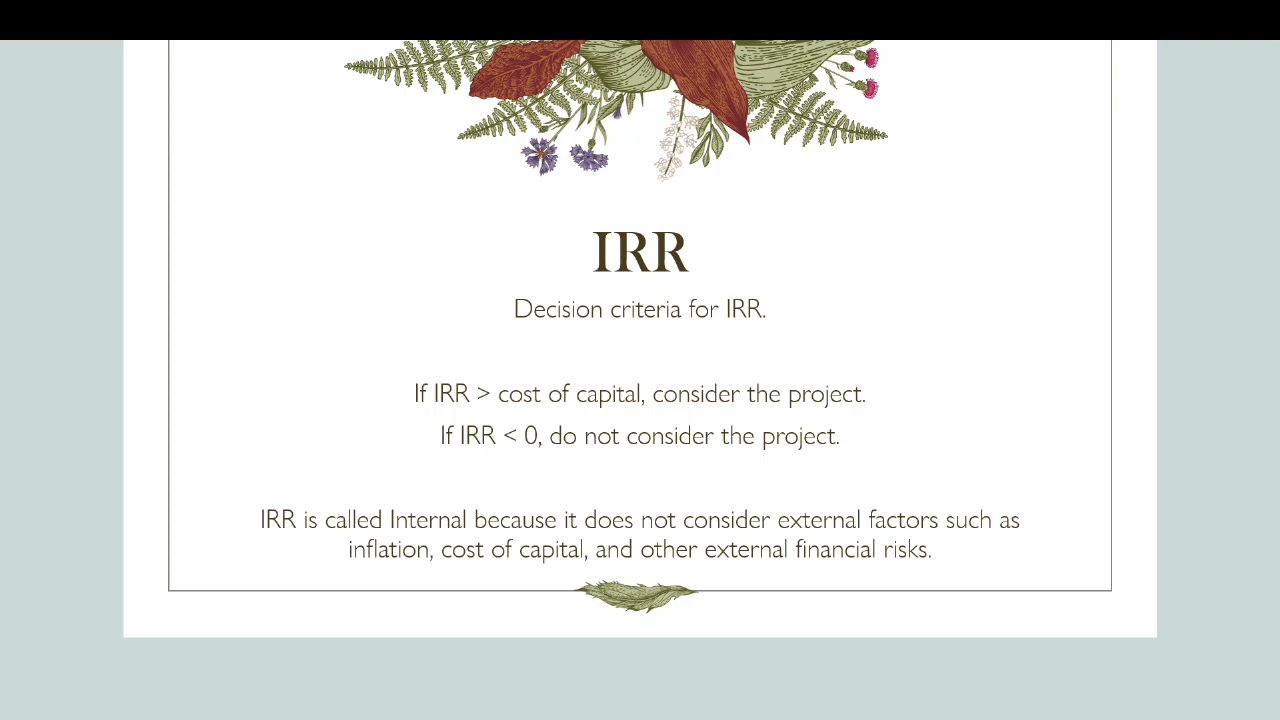 IRR
Decision criteria for IRR.
If IRR > cost of capital, consider the project.
If IRR < 0, do not consider the project.
IRR is called Internal because it does not consider external factors such as
inflation, cost of capital, and other external financial risks.